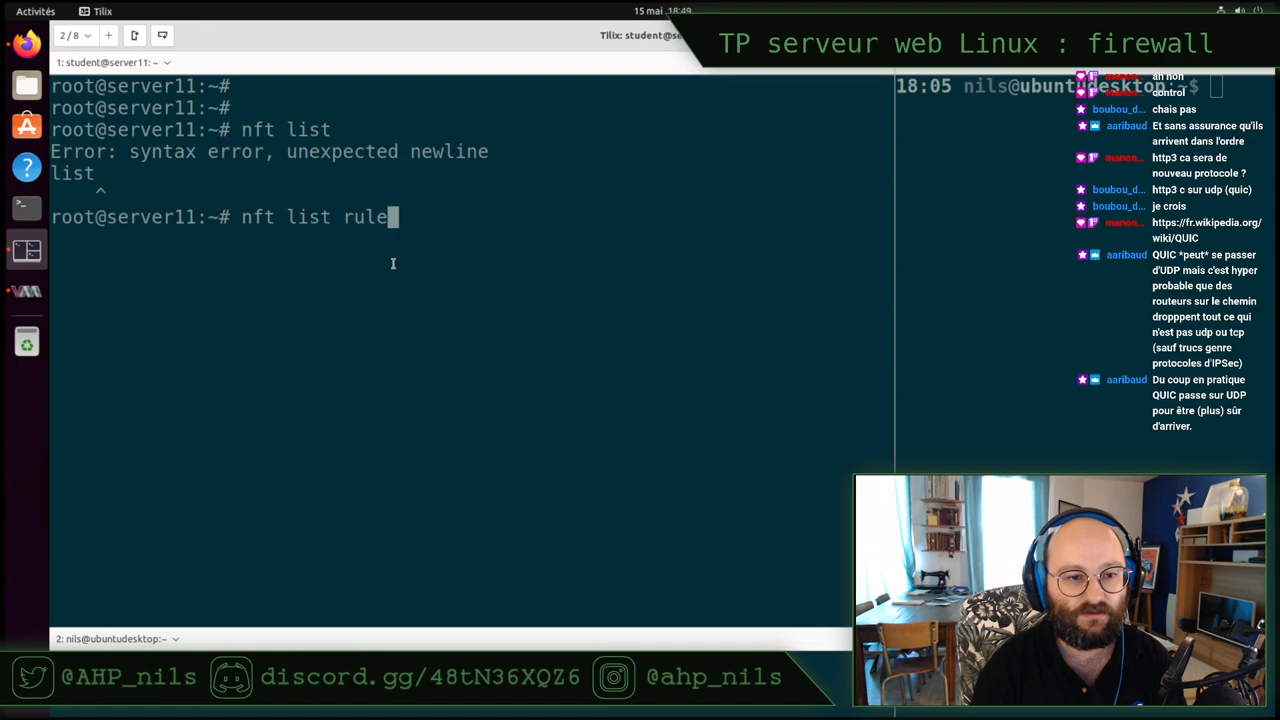 Activités
Tilix
15 mai 18:49
TP serveur web Linux : firewall
2/8
Tilix: student@se
1: student@server11: ~
root@server11:~#
root@server11:~#
root@server11:~# nft list
Error: syntax error, unexpected newline
list
^
root@server11:~# nft list rule
18:05 nils@ubuntudesktop:~$
manon... ah non
manon... control
boubou_d... chais pas
aaribaud Et sans assurance qu'ils
arrivent dans l'ordre
manon... http3 ca sera de
nouveau protocole ?
boubou_d... http3 c sur udp (quic)
boubou_d... je crois
manon... https://fr.wikipedia.org/
wiki/QUIC
aaribaud QUIC *peut* se passer
d'UDP mais c'est hyper
probable que des
routeurs sur le chemin
dropppent tout ce qui
n'est pas udp ou tcp
(sauf trucs genre
protocoles d'IPSec)
aaribaud Du coup en pratique
QUIC passe sur UDP
pour être (plus) sûr
d'arriver.
2: nils@ubuntudesktop:~
@AHP_nils
discord.gg/48tN36XQZ6
@ahp_nils